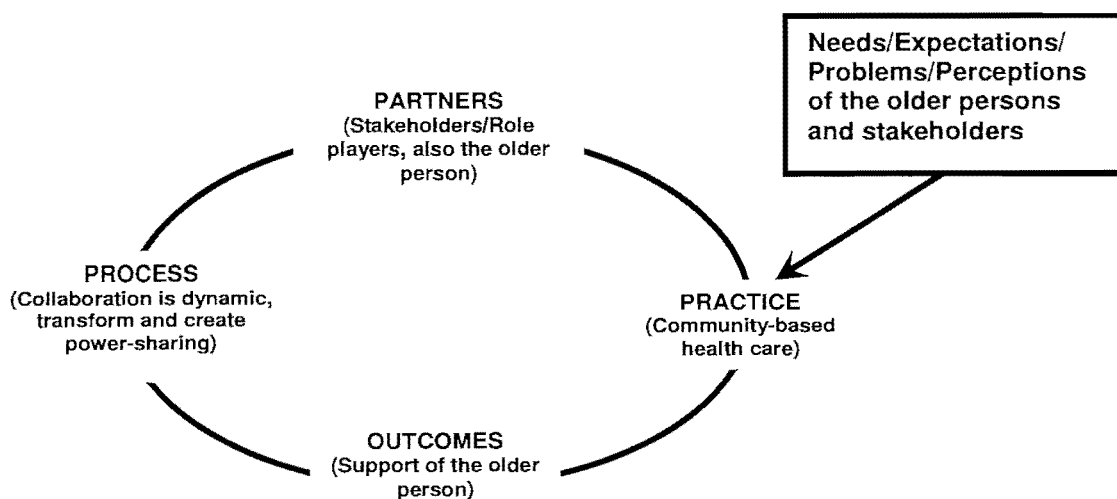 Needs/Expectations/
Problems/Perceptions
of the older persons
and stakeholders
PARTNERS
(Stakeholders/Role
players, also the older
person)
PROCESS
(Collaboration is dynamic,
transform and create
power-sharing)
PRACTICE
(Community-based
health care)
OUTCOMES
(Support of the older
person)